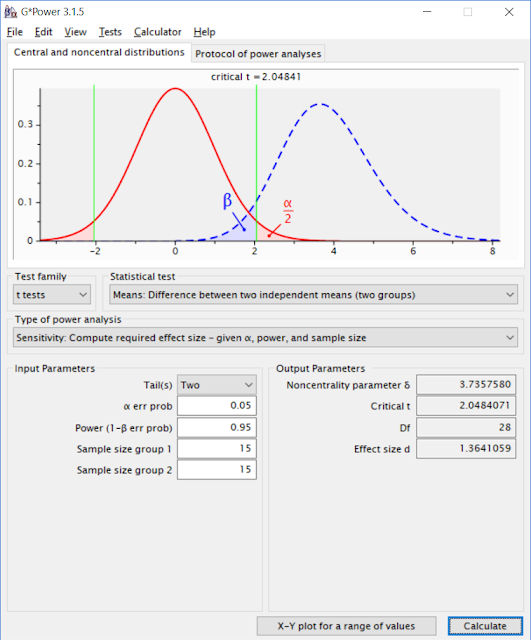 G*Power 3.1.5
File Edit View Tests Calculator Help
Central and noncentral distributions Protocol of power analyses
critical t = 2.04841
0.3
0.2
0.1
0
β
α
2
-2 0 2 4 6 8
Test family Statistical test
t tests Means: Difference between two independent means (two groups)
Type of power analysis
Sensitivity: Compute required effect size – given α, power, and sample size
Input Parameters Output Parameters
Tail(s) Two Noncentrality parameter δ 3.7357580
α err prob 0.05 Critical t 2.0484071
Power (1-β err prob) 0.95 Df 28
Sample size group 1 15 Effect size d 1.3641059
Sample size group 2 15
X-Y plot for a range of values Calculate